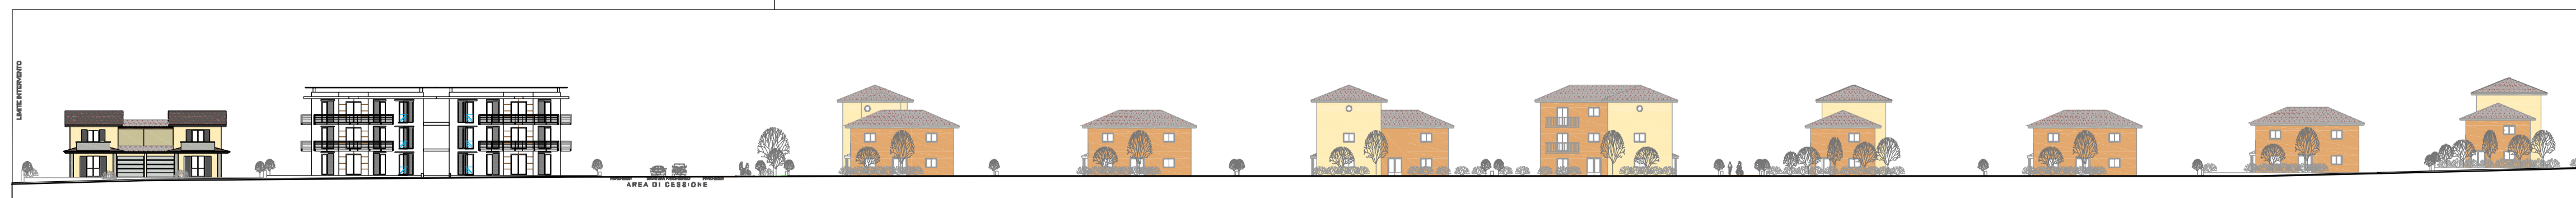 LIMITE INTERVENTO
AREA DI CESSIONE